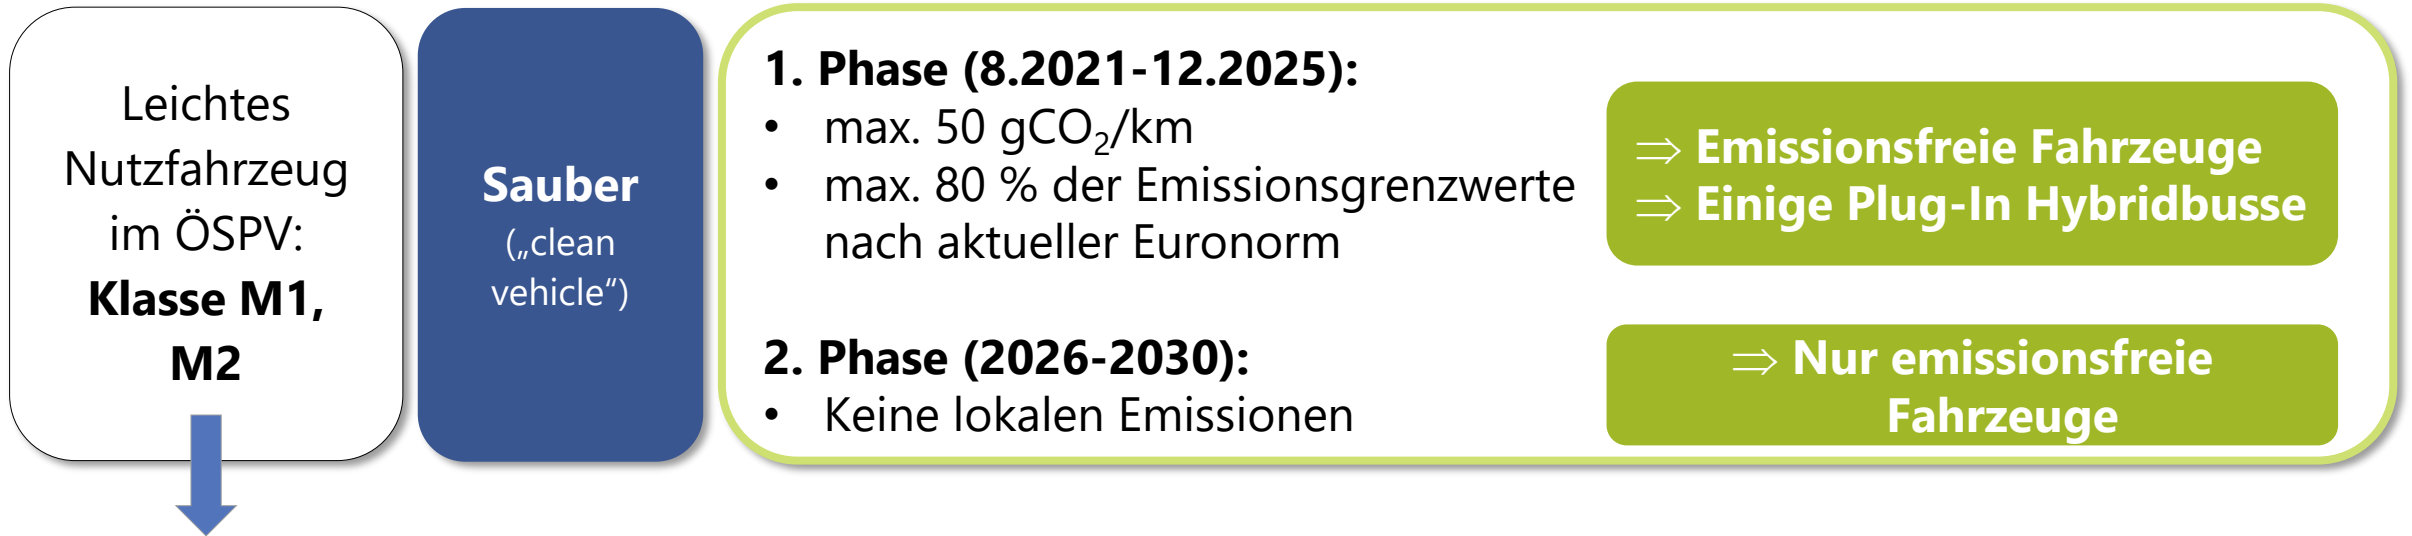 Leichtes
Nutzfahrzeug
im ÖSPV:
Klasse M1,
M2
Sauber
(„clean
vehicle“)
1. Phase (8.2021-12.2025):
• max. 50 gCO₂/km
• max. 80 % der Emissionsgrenzwerte
nach aktueller Euronorm
⇒ Emissionsfreie Fahrzeuge
⇒ Einige Plug-In Hybridbusse
2. Phase (2026-2030):
• Keine lokalen Emissionen
⇒ Nur emissionsfreie
Fahrzeuge